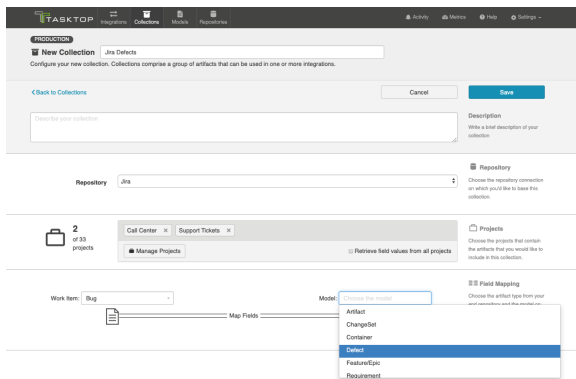 TASKTOP
Integrations
Collections
Models
Repositories
Activity
Metrics
Help
Settings
PRODUCTION
New Collection
Jira Defects
Configure your new collection. Collections comprise a group of artifacts that can be used in one or more integrations.
Back to Collections
Cancel
Save
Describe your collection
Description
Write a brief description of your
collection
Repository
Jira
Repository
Choose the repository connection
on which you'd like to base this
collection.
2
of 33
projects
Call Center ×
Support Tickets ×
Manage Projects
Retrieve field values from all projects
Projects
Choose the projects that contain
the artifacts that you would like to
include in this collection.
Work Item: Bug
Model: Choose the model
Map Fields
Artifact
ChangeSet
Container
Defect
Feature/Epic
Requirement
Field Mapping
Choose the artifact type from your
end repository and the model on